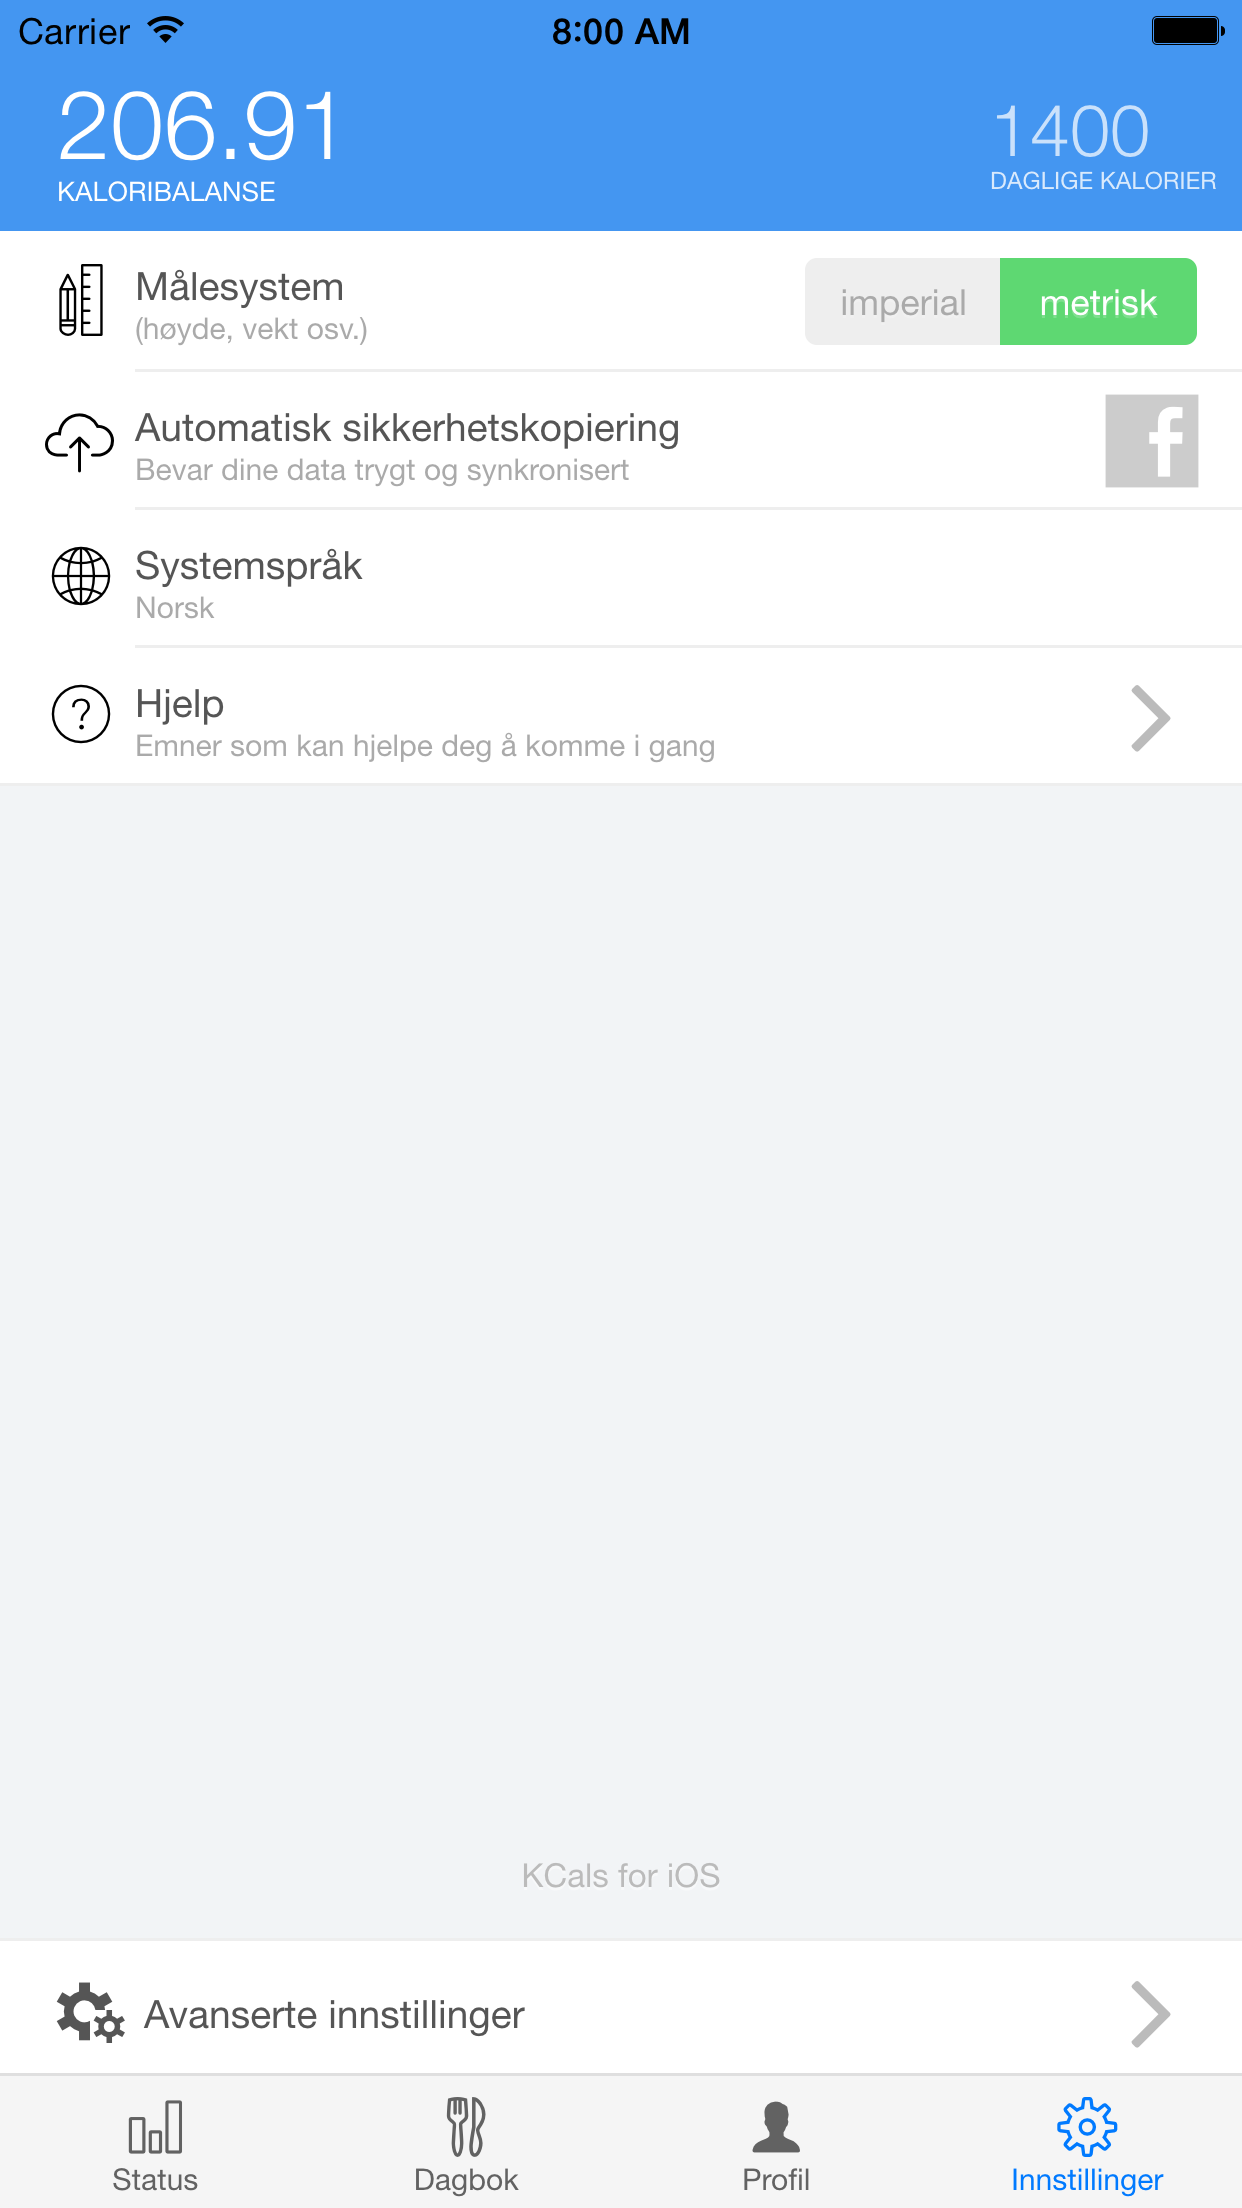 Carrier 8:00 AM
206.91
KALORIBALANSE
1400
DAGLIGE KALORIER
Målesystem
(høyde, vekt osv.)
imperial metrisk
Automatisk sikkerhetskopiering
Bevar dine data trygt og synkronisert
f
Systemspråk
Norsk
?
Hjelp
Emner som kan hjelpe deg å komme i gang
KCals for iOS
Avanserte innstillinger
Status Dagbok Profil Innstillinger